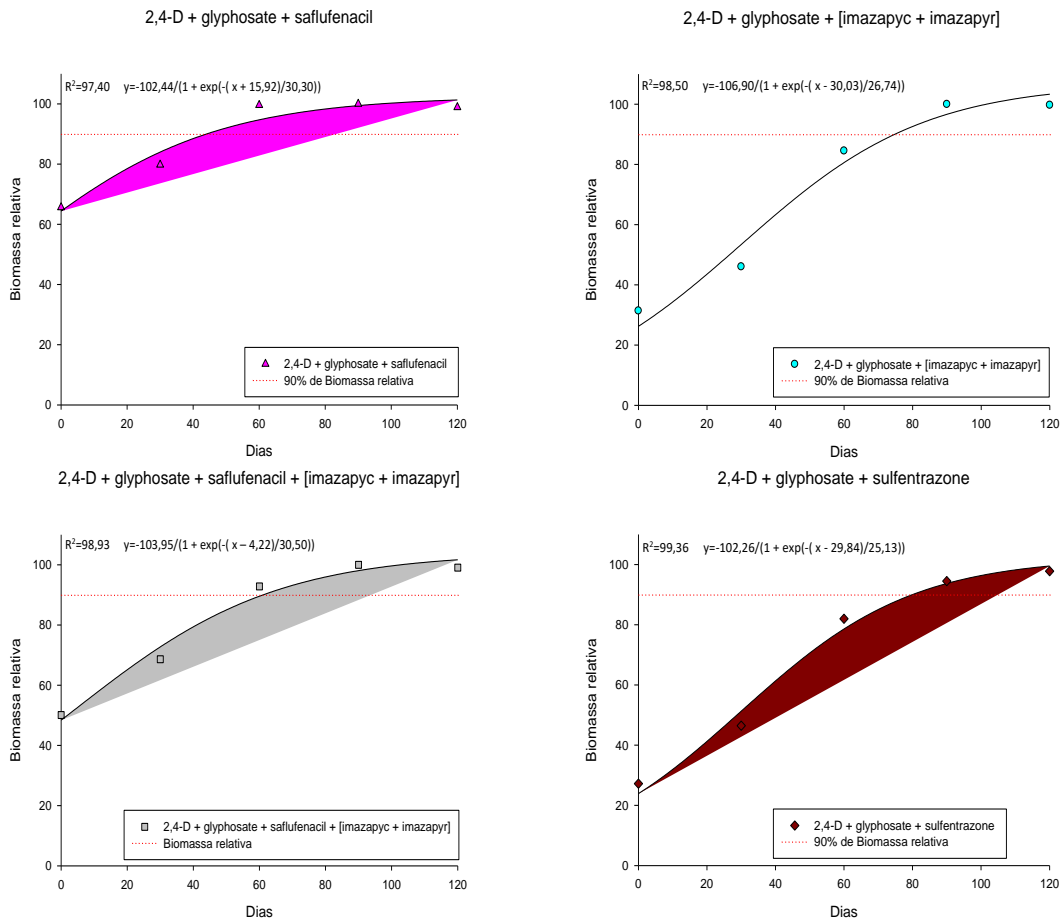 2,4-D + glyphosate + saflufenacil
R²=97,40 y=-102,44/(1 + exp(-( x + 15,92)/30,30))
100
80
60
40
20
0
Biomassa relativa
2,4-D + glyphosate + saflufenacil
90% de Biomassa relativa
0 20 40 60 80 100 120
Dias
2,4-D + glyphosate + [imazapyc + imazapyr]
R²=98,50 y=-106,90/(1 + exp(-( x - 30,03)/26,74))
100
80
60
40
20
0
Biomassa relativa
2,4-D + glyphosate + [imazapyc + imazapyr]
90% de Biomassa relativa
0 20 40 60 80 100 120
Dias
2,4-D + glyphosate + saflufenacil + [imazapyc + imazapyr]
R²=98,93 y=-103,95/(1 + exp(-( x – 4,22)/30,50))
100
80
60
40
20
0
Biomassa relativa
2,4-D + glyphosate + saflufenacil + [imazapyc + imazapyr]
Biomassa relativa
0 20 40 60 80 100 120
Dias
2,4-D + glyphosate + sulfentrazone
R²=99,36 y=-102,26/(1 + exp(-( x - 29,84)/25,13))
100
80
60
40
20
0
Biomassa relativa
2,4-D + glyphosate + sulfentrazone
90% de Biomassa relativa
0 20 40 60 80 100 120
Dias